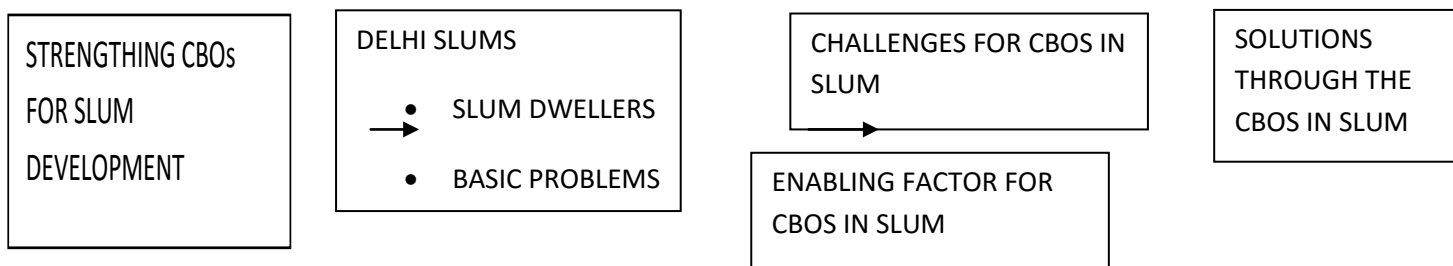 STRENGTHING CBOs
FOR SLUM
DEVELOPMENT
DELHI SLUMS
• SLUM DWELLERS
• BASIC PROBLEMS
CHALLENGES FOR CBOS IN
SLUM
ENABLING FACTOR FOR
CBOS IN SLUM
SOLUTIONS
THROUGH THE
CBOS IN SLUM